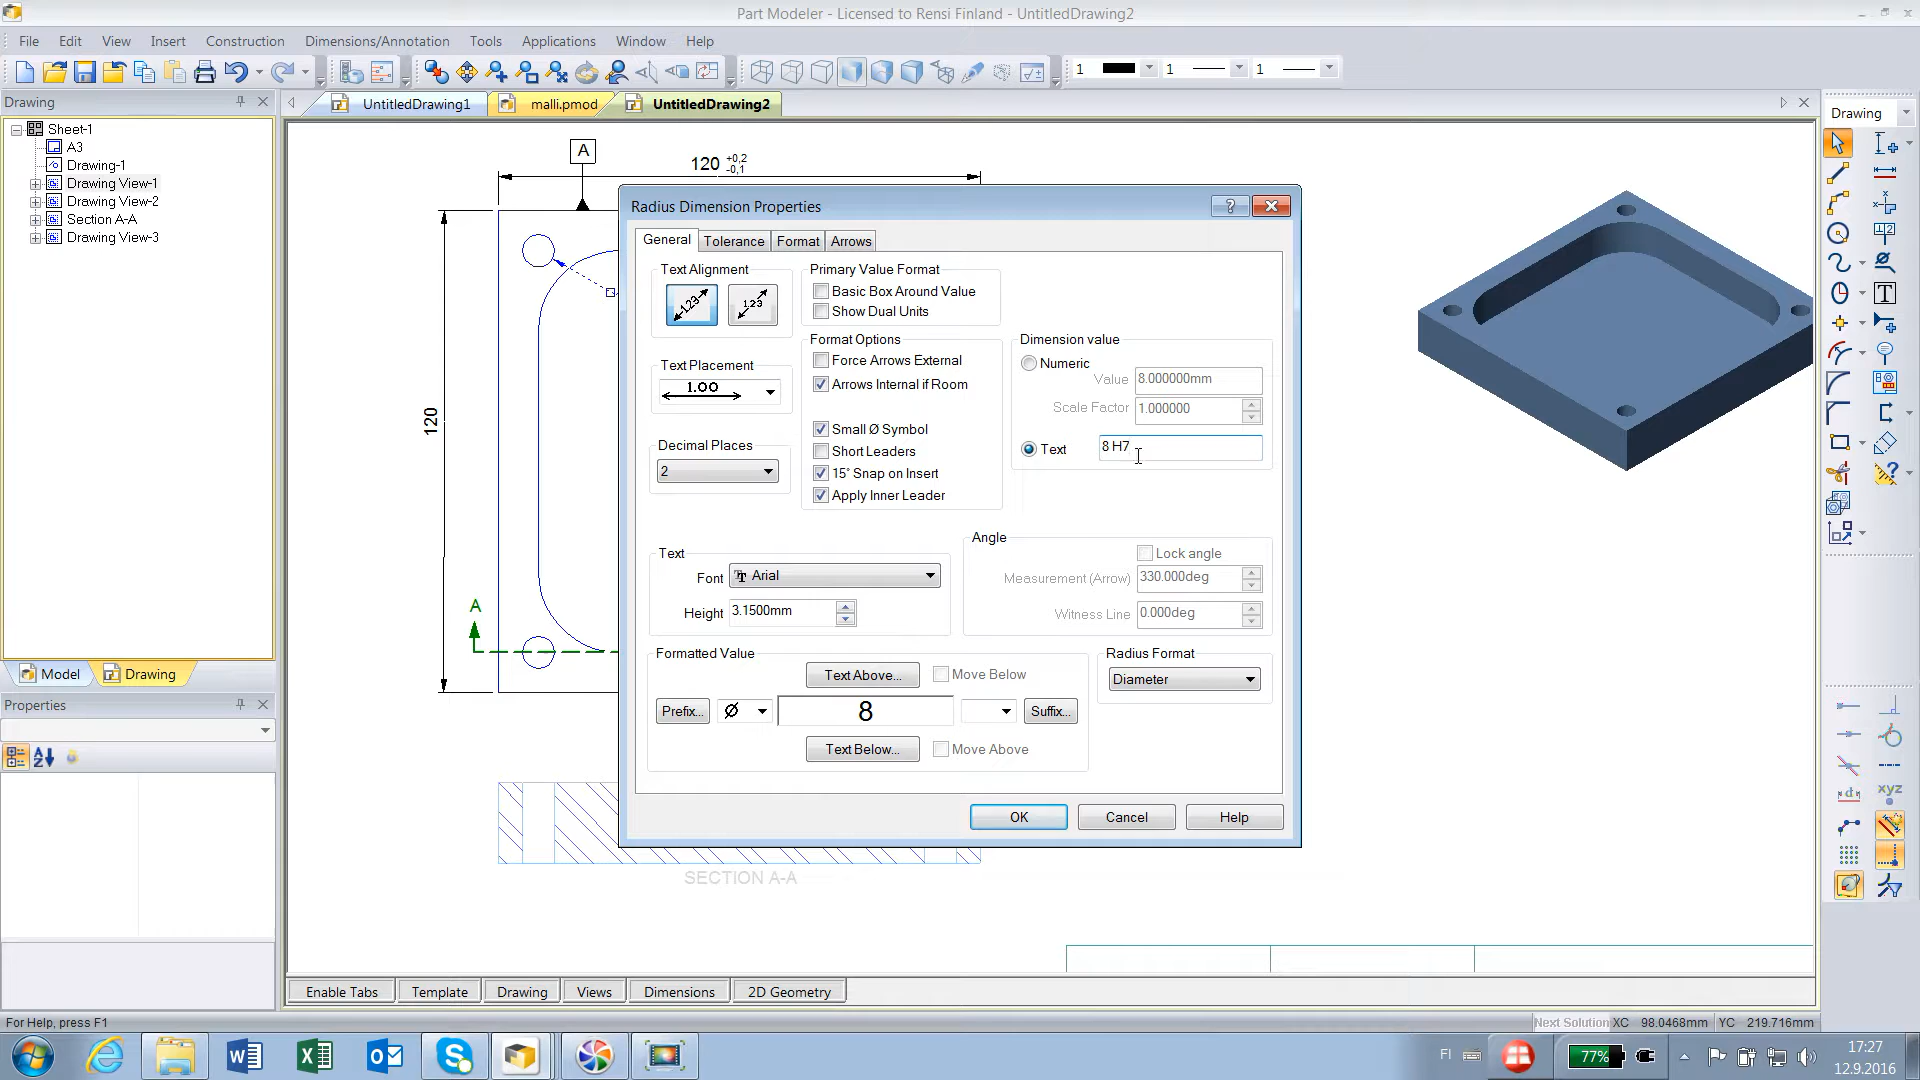 Part Modeler - Licensed to Rensi Finland - UntitledDrawing2
File Edit View Insert Construction Dimensions/Annotation Tools Applications Window Help
1 1 1
Drawing
UntitledDrawing1 malli.pmod UntitledDrawing2
Drawing
Sheet-1
A3
Drawing-1
Drawing View-1
Drawing View-2
Section A-A
Drawing View-3
Model Drawing
Properties
A
120 +0,2
-0,1
120
A
SECTION A-A
Radius Dimension Properties
General Tolerance Format Arrows
Text Alignment
1.23 1.23
Text Placement
1.00
Decimal Places
2
Primary Value Format
Basic Box Around Value
Show Dual Units
Format Options
Force Arrows External
Arrows Internal if Room
Small Ø Symbol
Short Leaders
15° Snap on Insert
Apply Inner Leader
Dimension value
Numeric
Value 8.000000mm
Scale Factor 1.000000
Text 8 H7
Text
Font Arial
Height 3.1500mm
Angle
Lock angle
Measurement (Arrow) 330.000deg
Witness Line 0.000deg
Formatted Value
Text Above... Move Below
Prefix... Ø 8 Suffix...
Text Below... Move Above
Radius Format
Diameter
OK Cancel Help
Enable Tabs Template Drawing Views Dimensions 2D Geometry
For Help, press F1
Next Solution XC 98.0468mm YC 219.716mm
FI 77% 17:27
12.9.2016